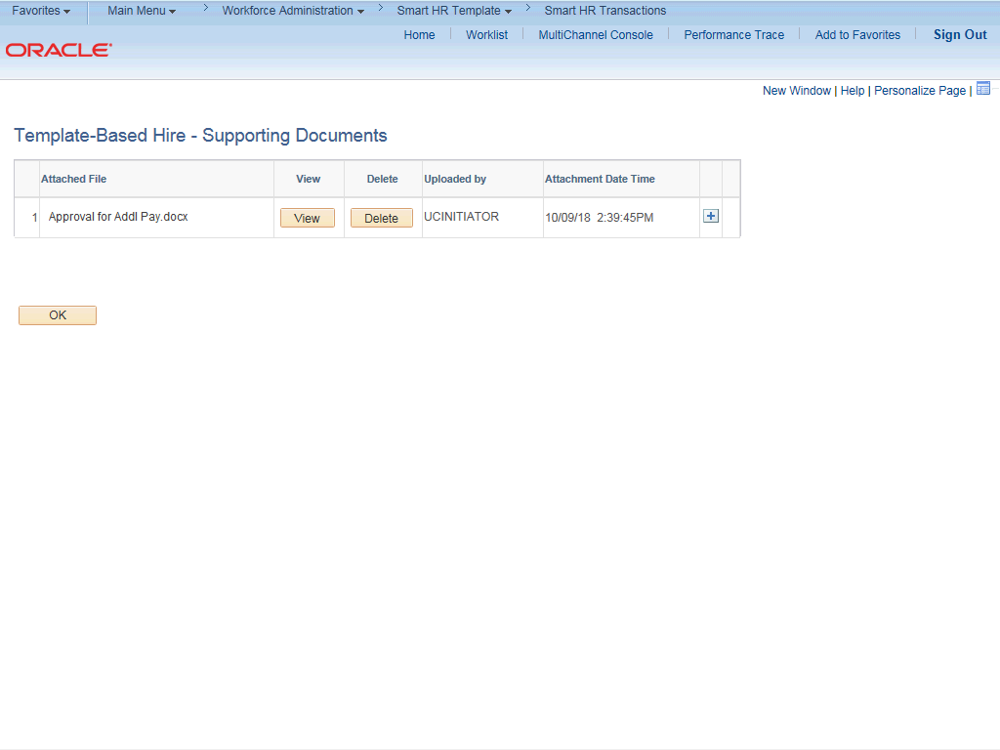 Favorites Main Menu > Workforce Administration > Smart HR Template > Smart HR Transactions
Home Worklist MultiChannel Console Performance Trace Add to Favorites Sign Out
ORACLE
New Window | Help | Personalize Page |
Template-Based Hire - Supporting Documents
Attached File View Delete Uploaded by Attachment Date Time
1 Approval for Addl Pay.docx View Delete UCINITIATOR 10/09/18 2:39:45PM
OK